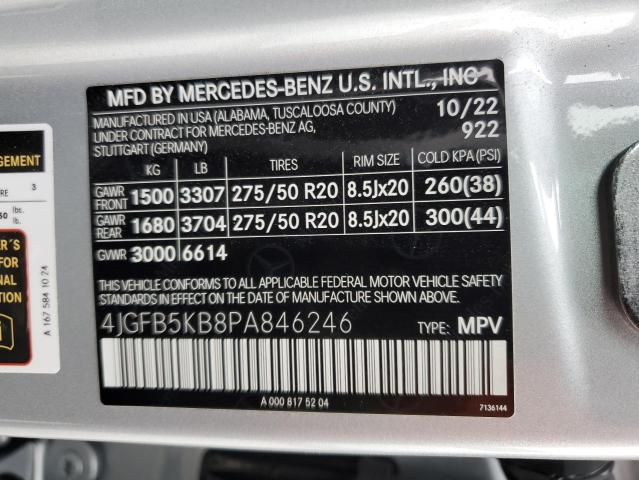 MFD BY MERCEDES-BENZ U.S. INTL., INC
MANUFACTURED IN USA (ALABAMA, TUSCALOOSA COUNTY) 10/22
UNDER CONTRACT FOR MERCEDES-BENZ AG, 922
STUTTGART (GERMANY)
KG LB TIRES RIM SIZE COLD KPA (PSI)
GAWR FRONT 1500 3307 275/50 R20 8.5Jx20 260(38)
GAWR REAR 1680 3704 275/50 R20 8.5Jx20 300(44)
GVWR 3000 6614
THIS VEHICLE CONFORMS TO ALL APPLICABLE FEDERAL MOTOR VEHICLE SAFETY
STANDARDS IN EFFECT ON THE DATE OF MANUFACTURE SHOWN ABOVE.
4JGFB5KB8PA846246 TYPE: MPV
A 000 817 52 04
7136144
3
lbs.
lb.
FOR
A 167 584 10 24